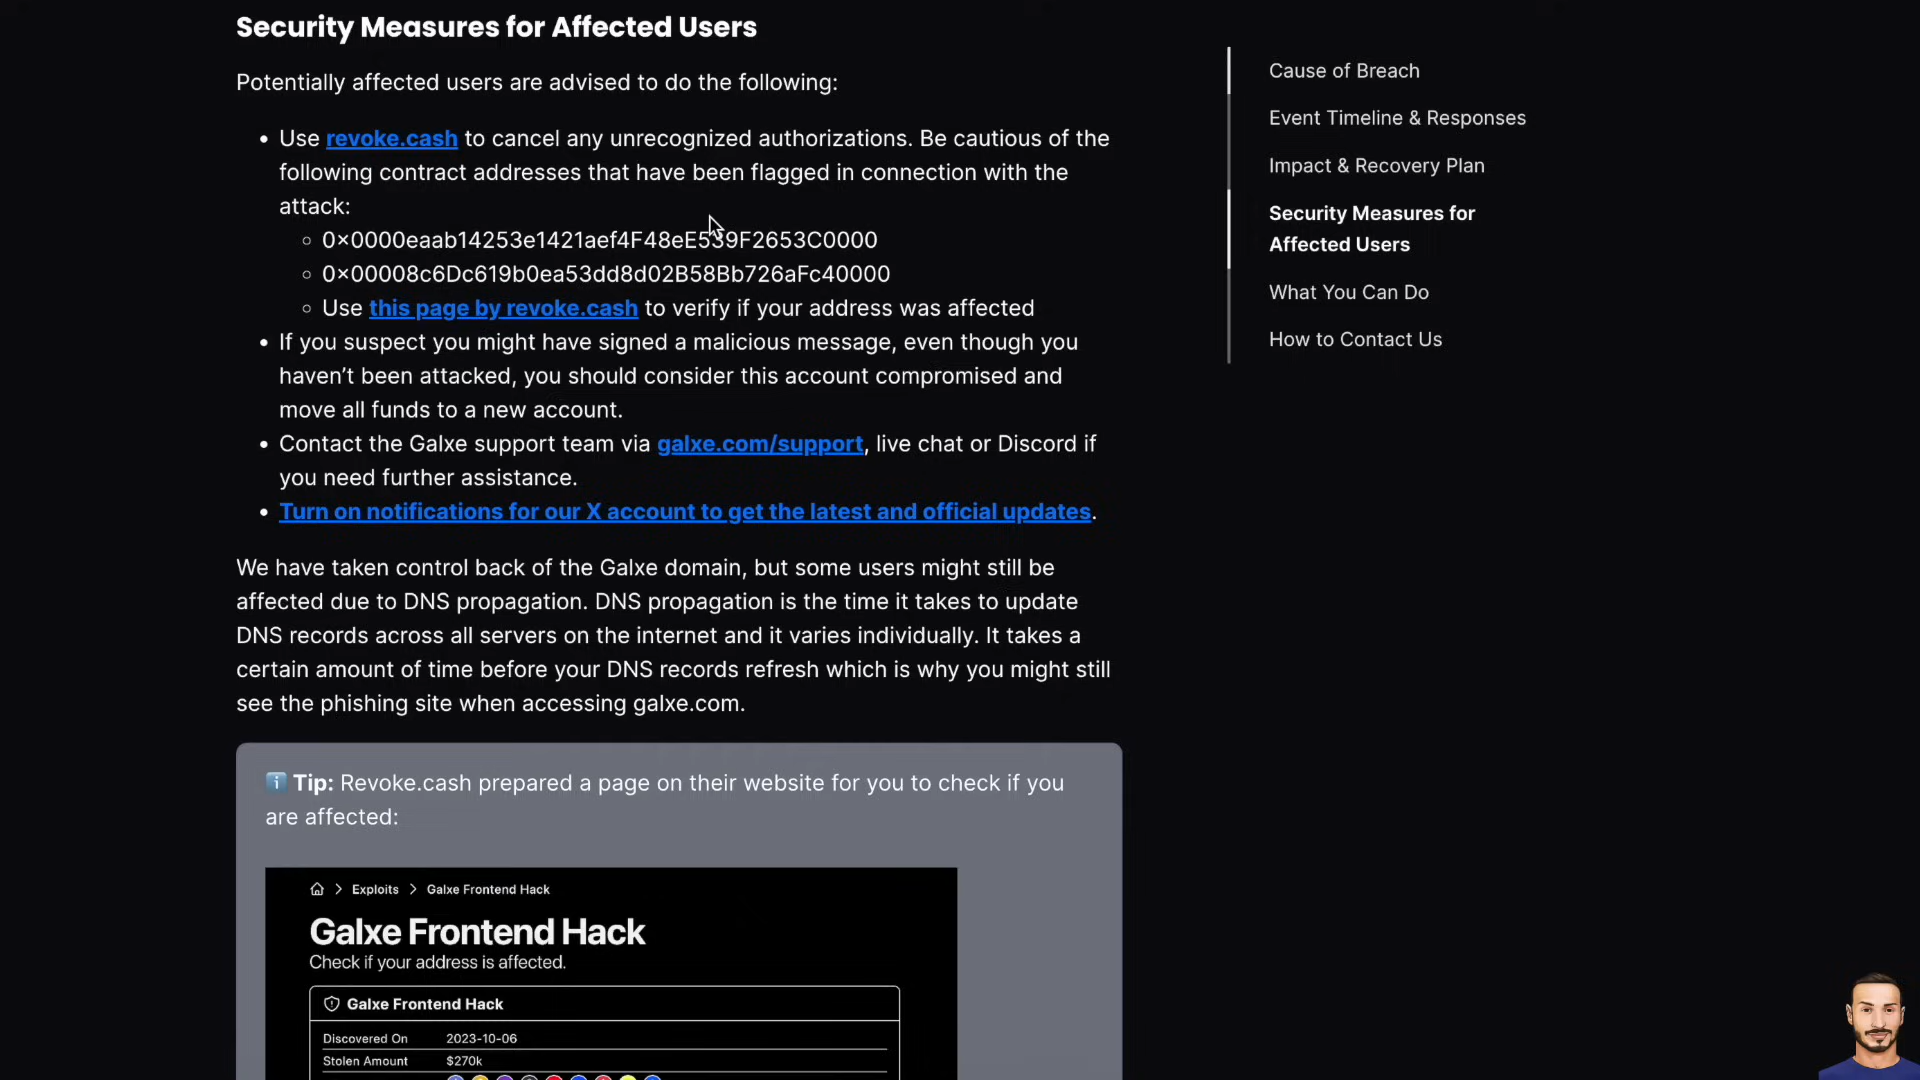 Security Measures for Affected Users
Potentially affected users are advised to do the following:
• Use revoke.cash to cancel any unrecognized authorizations. Be cautious of the
following contract addresses that have been flagged in connection with the
attack:
◦ 0×0000eaab14253e1421aef4F48eE539F2653C0000
◦ 0×00008c6Dc619b0ea53dd8d02B58Bb726aFc40000
◦ Use this page by revoke.cash to verify if your address was affected
• If you suspect you might have signed a malicious message, even though you
haven’t been attacked, you should consider this account compromised and
move all funds to a new account.
• Contact the Galxe support team via galxe.com/support, live chat or Discord if
you need further assistance.
• Turn on notifications for our X account to get the latest and official updates.
We have taken control back of the Galxe domain, but some users might still be
affected due to DNS propagation. DNS propagation is the time it takes to update
DNS records across all servers on the internet and it varies individually. It takes a
certain amount of time before your DNS records refresh which is why you might still
see the phishing site when accessing galxe.com.
ℹ️ Tip: Revoke.cash prepared a page on their website for you to check if you
are affected:
Exploits > Galxe Frontend Hack
Galxe Frontend Hack
Check if your address is affected.
Galxe Frontend Hack
Discovered On 2023-10-06
Stolen Amount $270k
Cause of Breach
Event Timeline & Responses
Impact & Recovery Plan
Security Measures for
Affected Users
What You Can Do
How to Contact Us